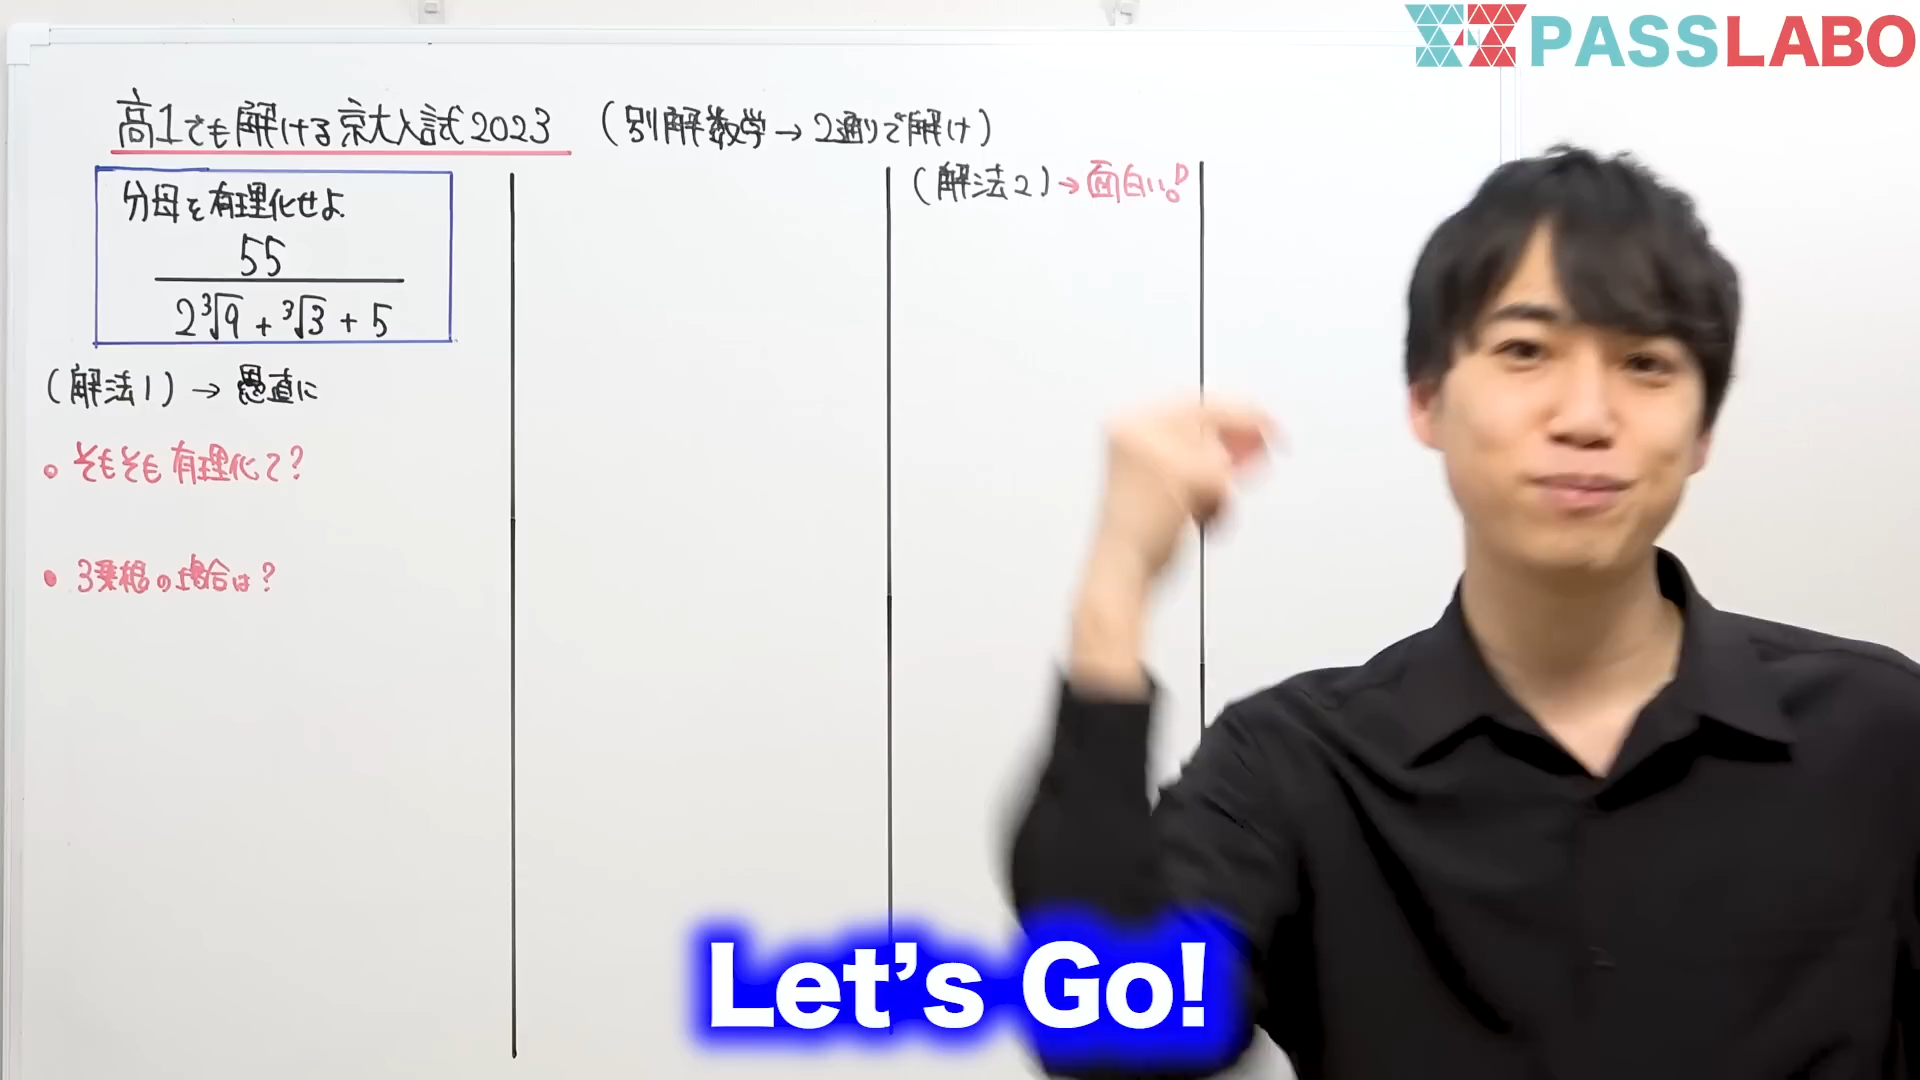 PASSLABO
高1でも解ける京大入試2023 (別解数学→2通りで解け)
分母を有理化せよ.
55
2∛9 + ∛3 + 5
(解法1) → 愚直に
• そもそも有理化て?
• 3乗根の場合は?
(解法2) → 面白い!
Let's Go!